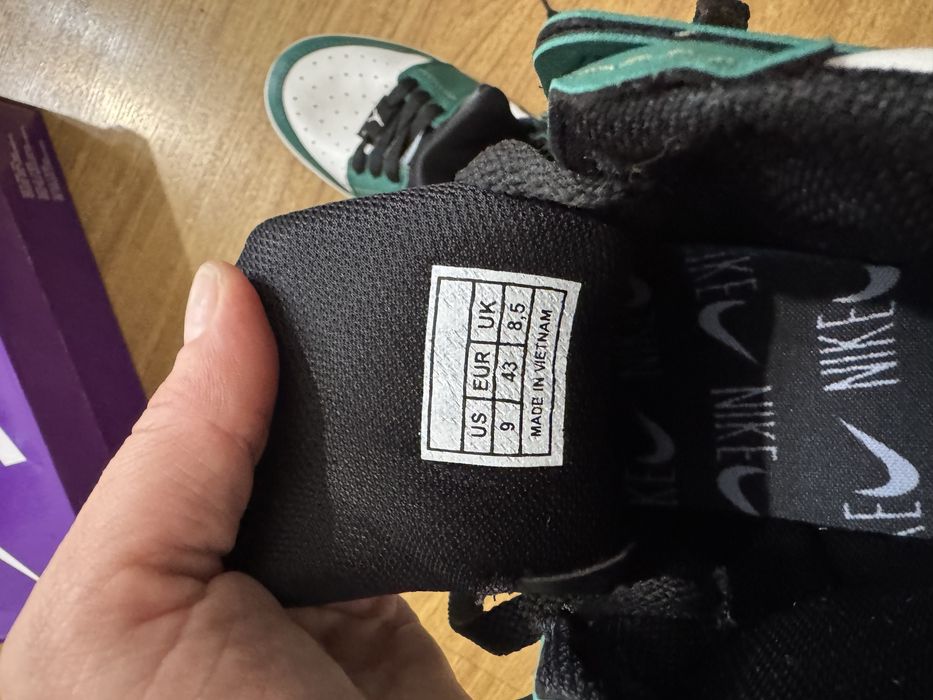 US EUR UK
9 43 8,5
MADE IN VIETNAM
NIKE
NIKE
NIKE